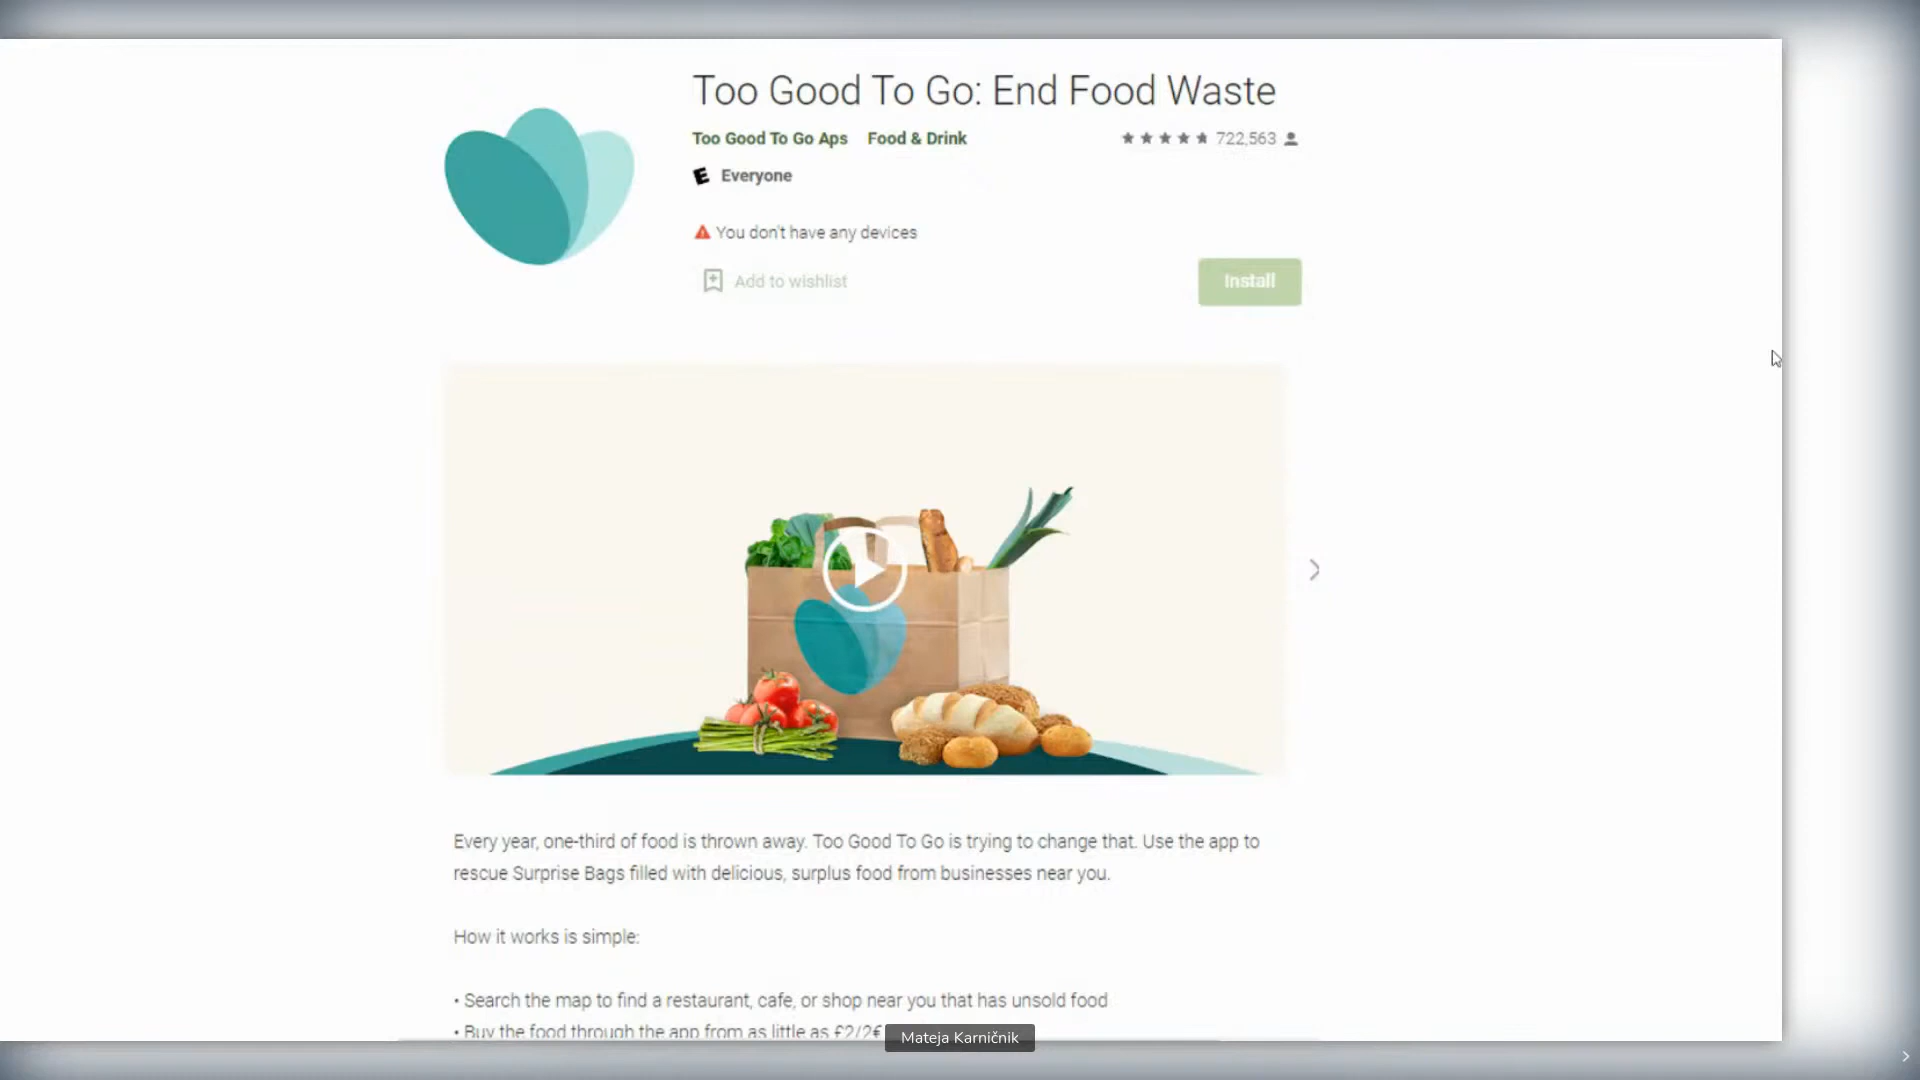 Too Good To Go: End Food Waste
Too Good To Go Aps Food & Drink 722,563
E Everyone
You don't have any devices
Add to wishlist Install
Every year, one-third of food is thrown away. Too Good To Go is trying to change that. Use the app to
rescue Surprise Bags filled with delicious, surplus food from businesses near you.
How it works is simple:
• Search the map to find a restaurant, cafe, or shop near you that has unsold food
• Buy the food through the app from as little as £2/2€
Mateja Karničnik